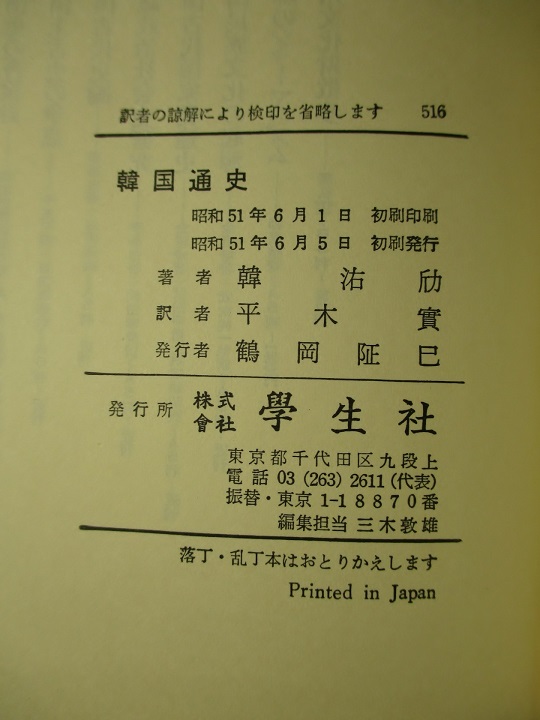 訳者の諒解により検印を省略します 516
韓国通史
昭和51年6月1日 初刷印刷
昭和51年6月5日 初刷発行
著者 韓㳓劤
訳者 平木實
発行者 鶴岡阷巳
発行所 株式會社 學生社
東京都千代田区九段上
電話 03 (263) 2611 (代表)
振替・東京 1-18870番
編集担当 三木敦雄
落丁・乱丁本はおとりかえします
Printed in Japan